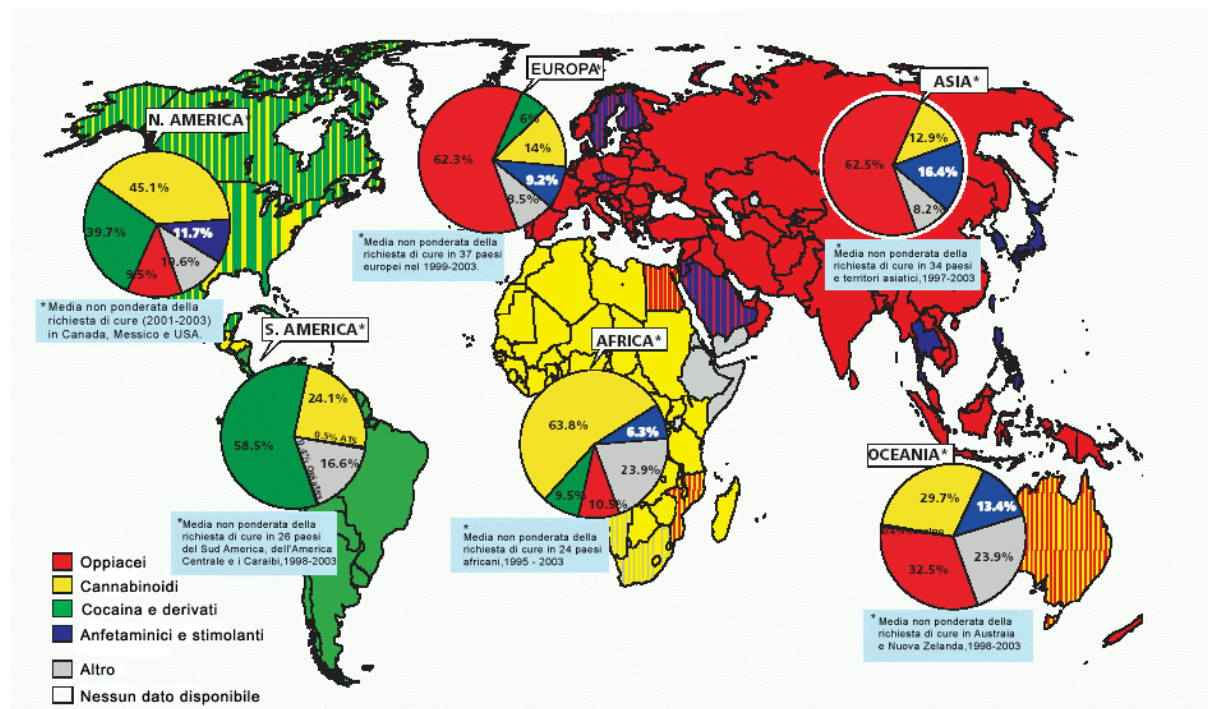 N. AMERICA*
45.1%
39.7%
11.7%
10.6%
9.5%
* Media non ponderata della
richiesta di cure (2001-2003)
in Canada, Messico e USA.
EUROPA*
6%
14%
62.3%
9.2%
8.5%
*Media non ponderata della
richiesta di cure in 37 paesi
europei nel 1999-2003.
ASIA*
12.9%
62.5%
16.4%
8.2%
*
Media non ponderata della
richiesta di cure in 34 paesi
e territori asiatici,1997-2003
S. AMERICA*
24.1%
58.5%
0.5% ATS
16.6%
Opiates
*Media non ponderata della
richiesta di cure in 26 paesi
del Sud America, dell'America
Centrale e i Caraibi,1998-2003
AFRICA*
63.8%
6.3%
23.9%
9.5%
10.5%
*
Media non ponderata della
richiesta di cure in 24 paesi
africani,1995 - 2003
OCEANIA*
29.7%
13.4%
32.5%
23.9%
* Media non ponderata della
richiesta di cure in Austraia
e Nuova Zelanda,1998-2003
Oppiacei
Cannabinoidi
Cocaina e derivati
Anfetaminici e stimolanti
Altro
Nessun dato disponibile